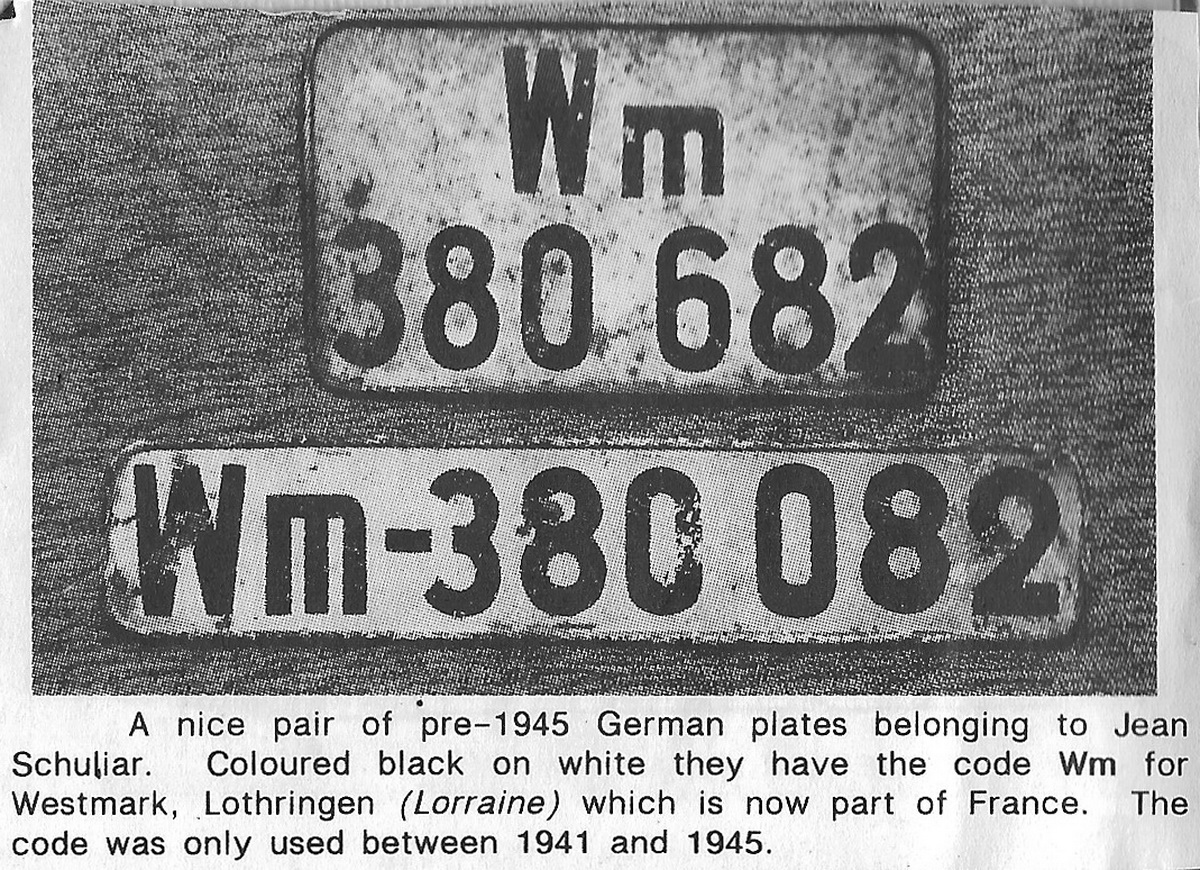 Wm
380 682
Wm-380 082
A nice pair of pre-1945 German plates belonging to Jean
Schuliar. Coloured black on white they have the code Wm for
Westmark, Lothringen (Lorraine) which is now part of France. The
code was only used between 1941 and 1945.